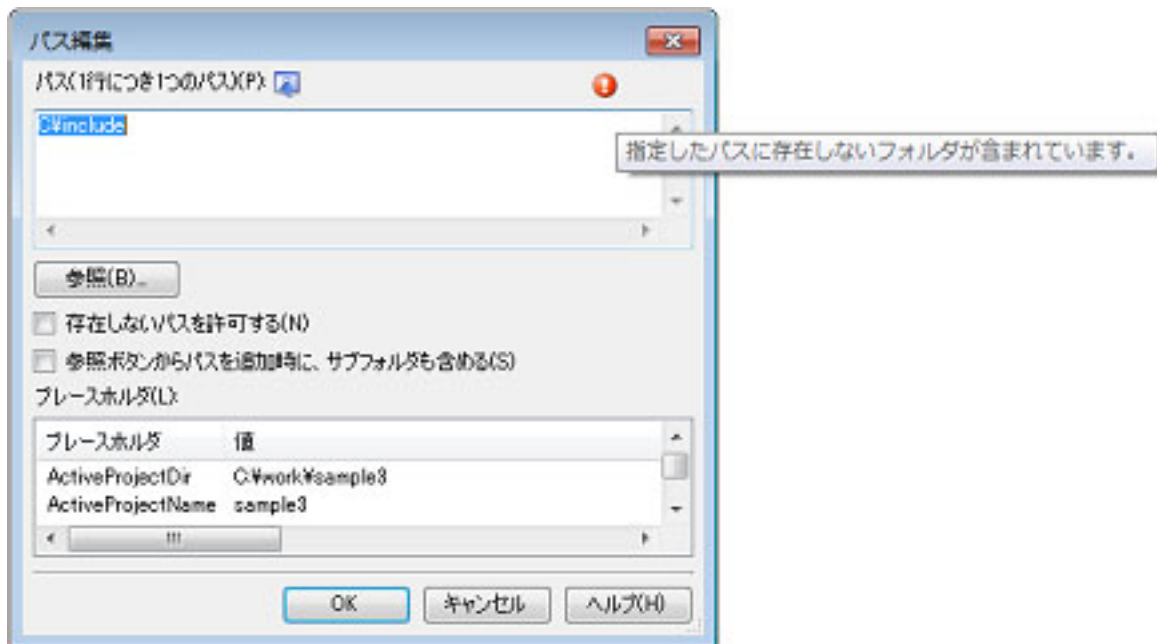 パス編集
パス(1行につき1つのパス)(P):
C:¥include
指定したパスに存在しないフォルダが含まれています。
参照(B)...
存在しないパスを許可する(N)
参照ボタンからパスを追加時に、サブフォルダも含める(S)
プレースホルダ(L):
プレースホルダ 値
ActiveProjectDir C:¥work¥sample3
ActiveProjectName sample3
OK キャンセル ヘルプ(H)